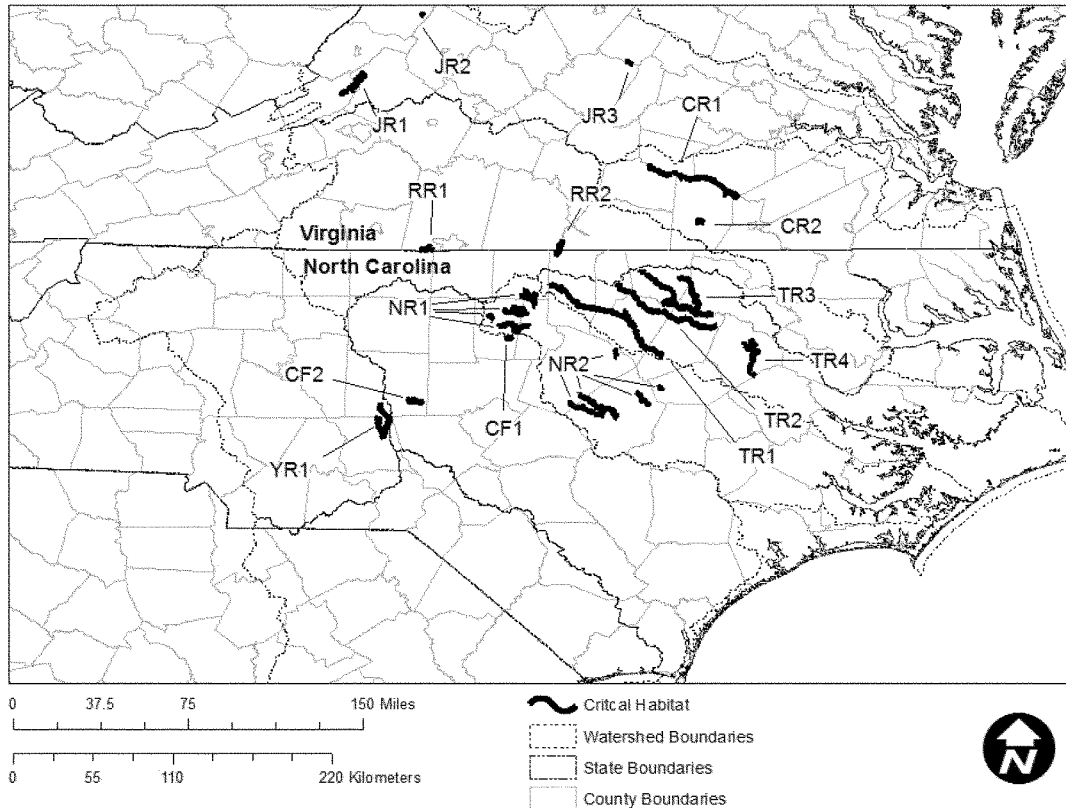 JR2
JR1
JR3
CR1
RR1
RR2
Virginia
CR2
North Carolina
NR1
TR3
TR4
CF2
NR2
CF1
TR2
YR1
TR1
0 37.5 75 150 Miles
0 55 110 220 Kilometers
Critcal Habitat
Watershed Boundaries
State Boundaries
County Boundaries
N